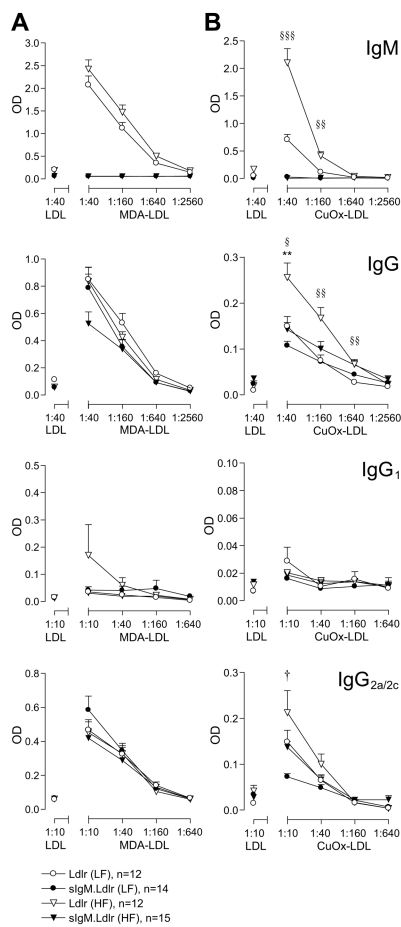 A B
IgM
3.0 2.5 2.0 1.5 1.0 0.5 0.0
OD
1:40 1:40 1:160 1:640 1:2560
LDL MDA-LDL
2.5 2.0 1.5 1.0 0.5 0.0
OD
§§§
§§
1:40 1:40 1:160 1:640 1:2560
LDL CuOx-LDL
IgG
1.2 1.0 0.8 0.6 0.4 0.2 0.0
OD
1:40 1:40 1:160 1:640 1:2560
LDL MDA-LDL
0.3 0.2 0.1 0.0
OD
§
**
§§
§§
1:40 1:40 1:160 1:640 1:2560
LDL CuOx-LDL
IgG1
0.5 0.4 0.3 0.2 0.1 0.0
OD
1:10 1:10 1:40 1:160 1:640
LDL MDA-LDL
0.10 0.08 0.06 0.04 0.02 0.00
OD
1:10 1:10 1:40 1:160 1:640
LDL CuOx-LDL
IgG2a/2c
0.8 0.6 0.4 0.2 0.0
OD
1:10 1:10 1:40 1:160 1:640
LDL MDA-LDL
0.3 0.2 0.1 0.0
OD
†
1:10 1:10 1:40 1:160 1:640
LDL CuOx-LDL
Ldlr (LF), n=12
sIgM.Ldlr (LF), n=14
Ldlr (HF), n=12
sIgM.Ldlr (HF), n=15